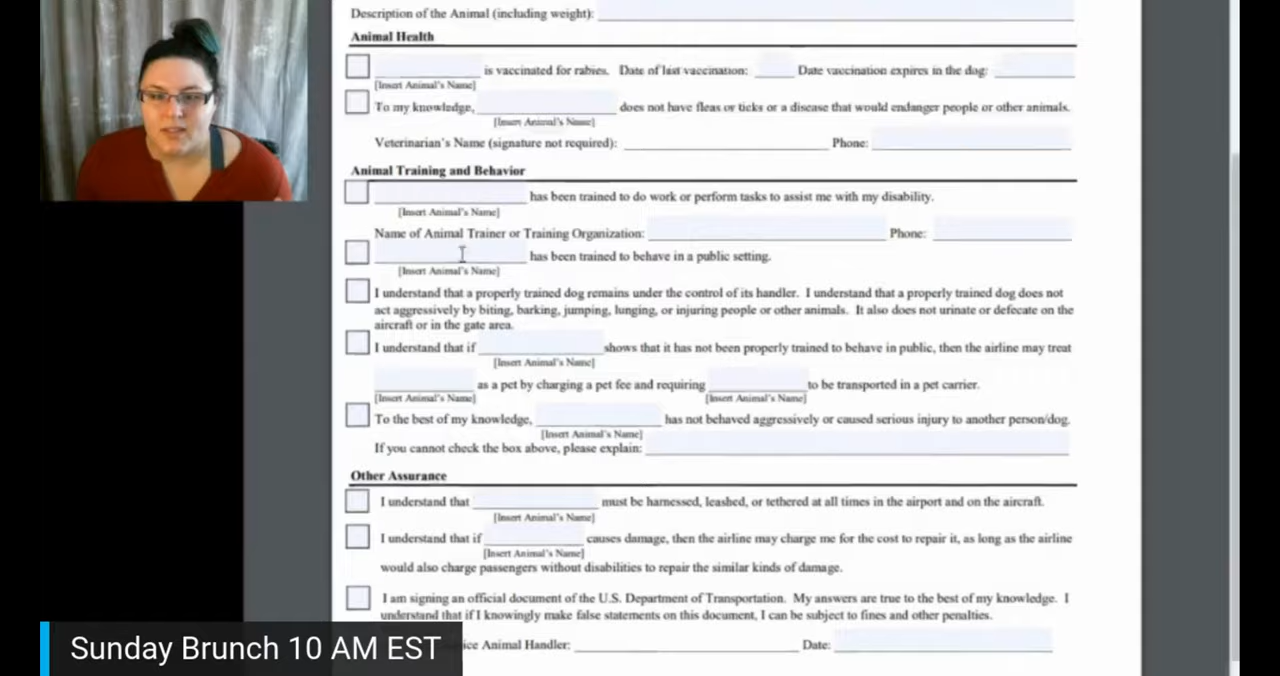 Description of the Animal (including weight):
Animal Health
is vaccinated for rabies. Date of last vaccination: Date vaccination expires in the dog:
[Insert Animal's Name]
To my knowledge, does not have fleas or ticks or a disease that would endanger people or other animals.
[Insert Animal's Name]
Veterinarian's Name (signature not required): Phone:
Animal Training and Behavior
has been trained to do work or perform tasks to assist me with my disability.
[Insert Animal's Name]
Name of Animal Trainer or Training Organization: Phone:
has been trained to behave in a public setting.
[Insert Animal's Name]
I understand that a properly trained dog remains under the control of its handler. I understand that a properly trained dog does not
act aggressively by biting, barking, jumping, lunging, or injuring people or other animals. It also does not urinate or defecate on the
aircraft or in the gate area.
I understand that if shows that it has not been properly trained to behave in public, then the airline may treat
[Insert Animal's Name]
as a pet by charging a pet fee and requiring to be transported in a pet carrier.
[Insert Animal's Name] [Insert Animal's Name]
To the best of my knowledge, has not behaved aggressively or caused serious injury to another person/dog.
[Insert Animal's Name]
If you cannot check the box above, please explain:
Other Assurance
I understand that must be harnessed, leashed, or tethered at all times in the airport and on the aircraft.
[Insert Animal's Name]
I understand that if causes damage, then the airline may charge me for the cost to repair it, as long as the airline
[Insert Animal's Name]
would also charge passengers without disabilities to repair the similar kinds of damage.
I am signing an official document of the U.S. Department of Transportation. My answers are true to the best of my knowledge. I
understand that if I knowingly make false statements on this document, I can be subject to fines and other penalties.
Animal Handler: Date:
Sunday Brunch 10 AM EST